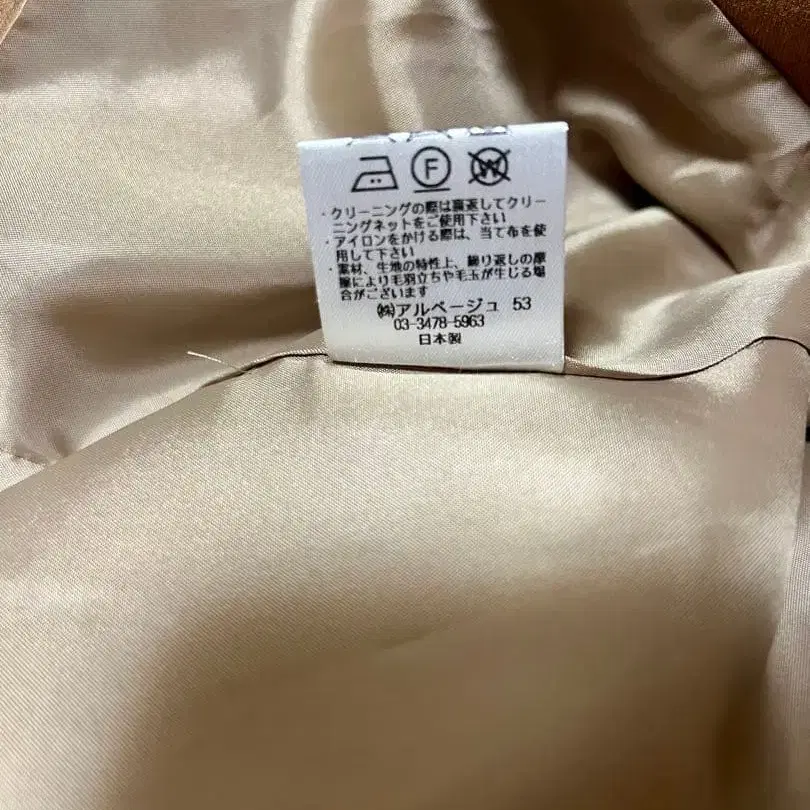 F W
・クリーニングの際は裏返してクリー
ニングネットをご使用下さい
・アイロンをかける際は、当て布を使
用して下さい
・素材、生地の特性上、繰り返しの摩
擦により毛羽立ちや毛玉が生じる場
合がございます
㈱アルページュ 53
03-3478-5963
日本製